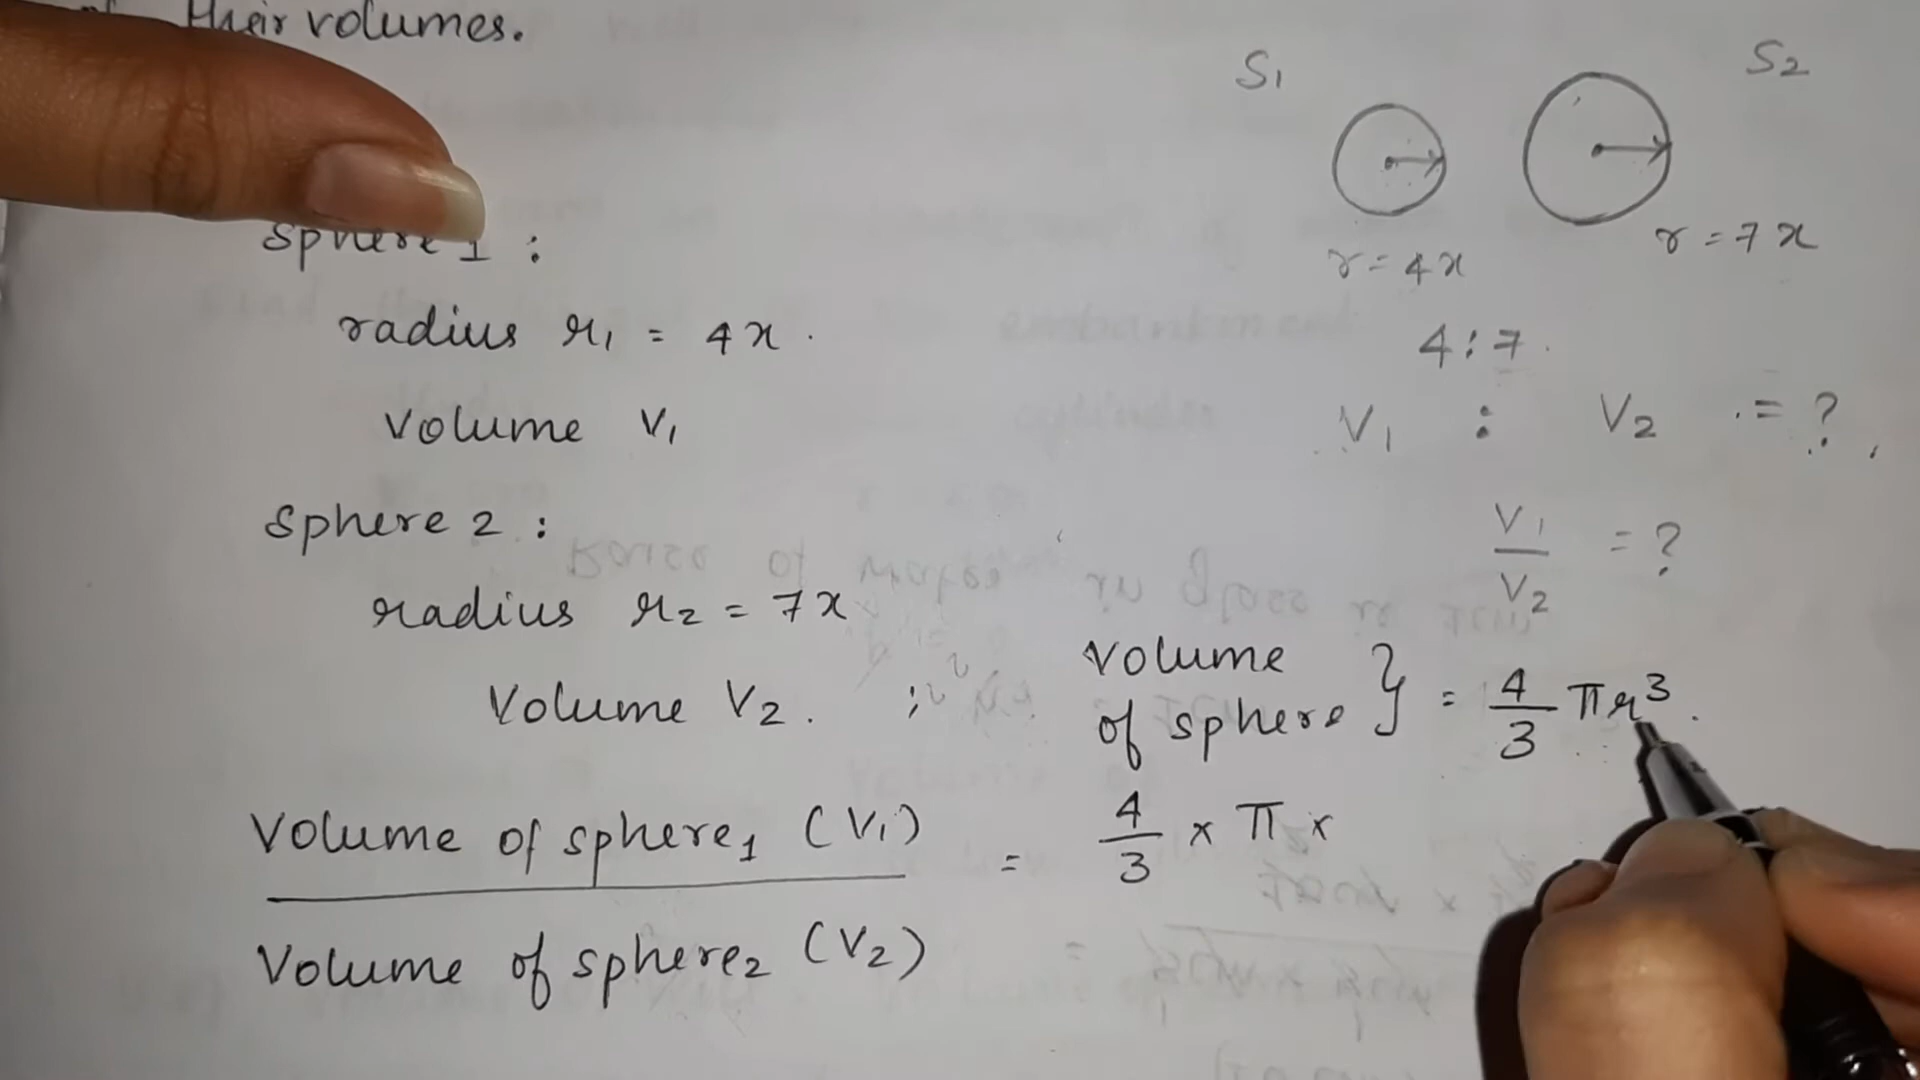 their volumes.
S1
S2
r = 4x
r = 7x
4 : 7.
V1 : V2 = ?
V1
V2
= ?
Sphere 1 :
radius r1 = 4x.
Volume V1
Sphere 2 :
radius r2 = 7x
Volume V2.
Volume of sphere } = 4/3 πr³.
Volume of sphere1 (V1)
Volume of sphere2 (V2)
= 4/3 × π ×